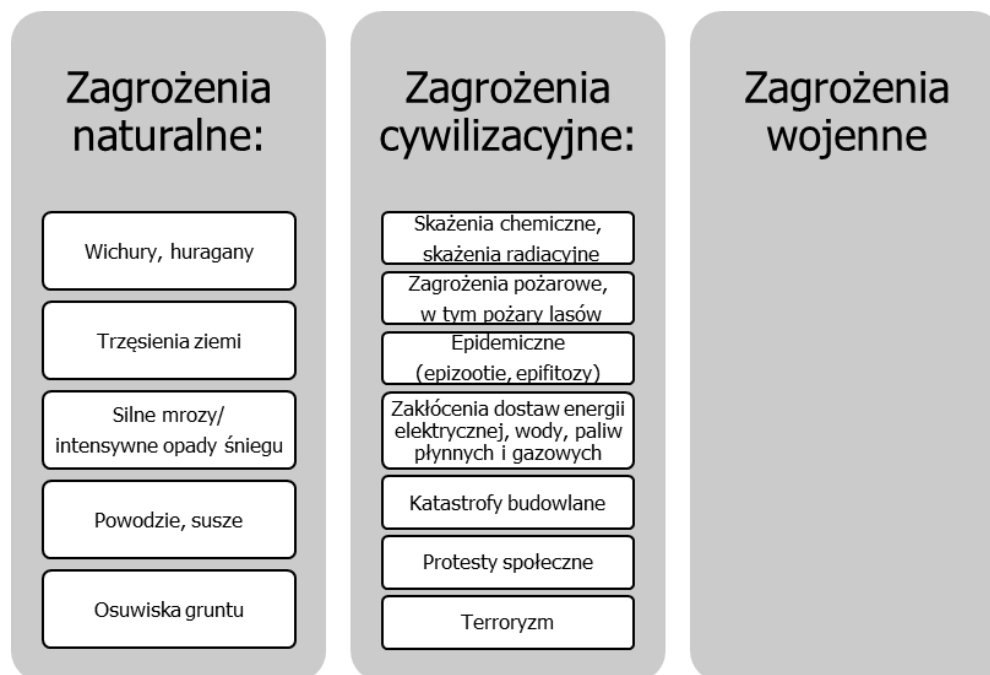 Zagrożenia
naturalne:
Wichury, huragany
Trzęsienia ziemi
Silne mrozy/
intensywne opady śniegu
Powodzie, susze
Osuwiska gruntu
Zagrożenia
cywilizacyjne:
Skażenia chemiczne,
skażenia radiacyjne
Zagrożenia pożarowe,
w tym pożary lasów
Epidemiczne
(epizootie, epifitozy)
Zakłócenia dostaw energii
elektrycznej, wody, paliw
płynnych i gazowych
Katastrofy budowlane
Protesty społeczne
Terroryzm
Zagrożenia
wojenne